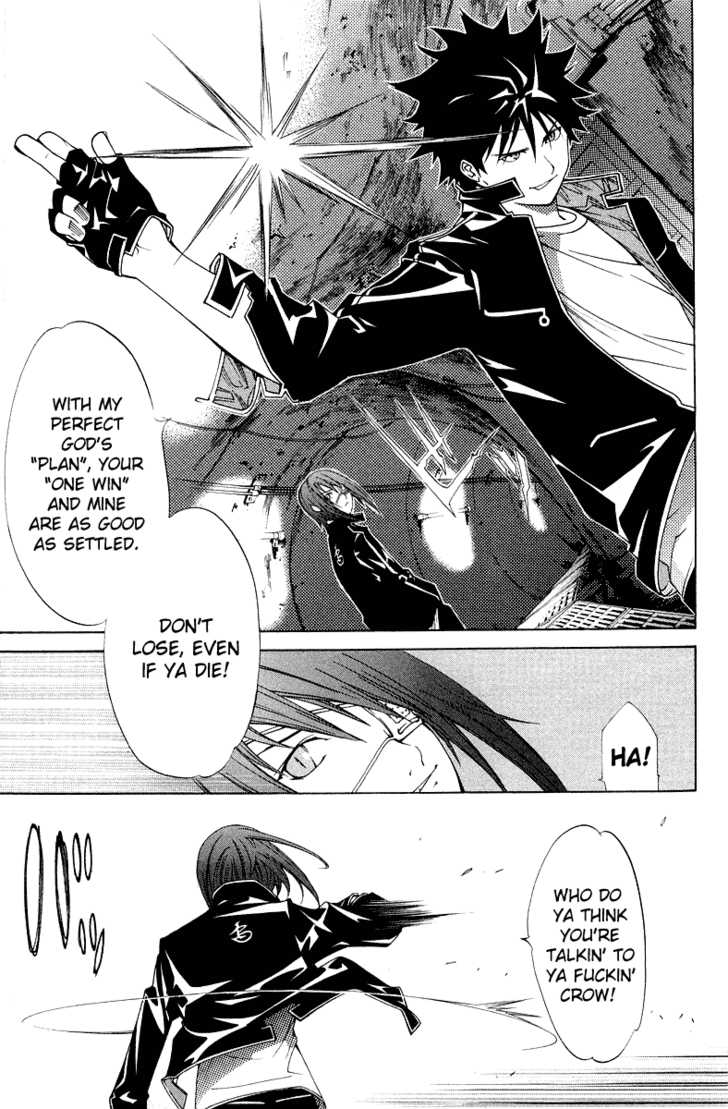 WITH MY
PERFECT
GOD'S
"PLAN", YOUR
"ONE WIN"
AND MINE
ARE AS GOOD
AS SETTLED.
DON'T
LOSE, EVEN
IF YA DIE!
HA!
WHO DO
YA THINK
YOU'RE
TALKIN' TO
YA FUCKIN'
CROW!